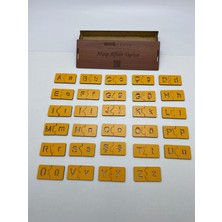 A a B b C c Ç ç D d
E e F f G g Ğ ğ H h
I ı İ i J j K k L l
M m N n O o Ö ö P p
R r S s Ş ş T t U u
Ü ü V v Y y Z z